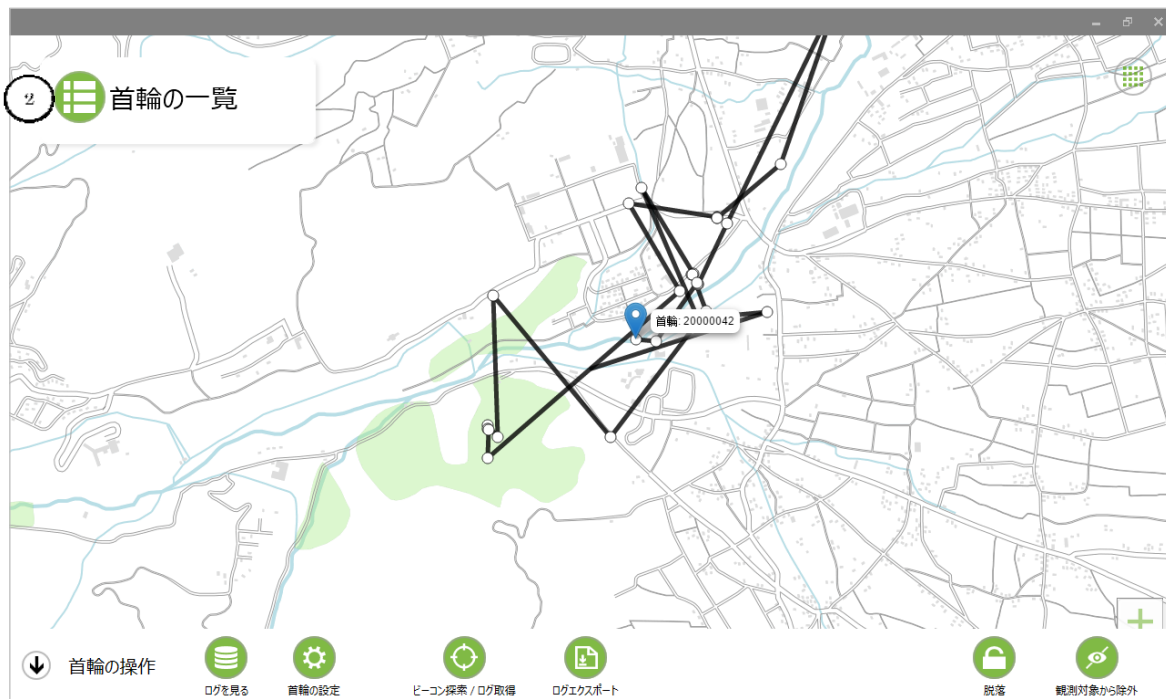 2 首輪の一覧
首輪: 20000042
首輪の操作
ログを見る
首輪の設定
ビーコン探索 / ログ取得
ログエクスポート
脱落
観測対象から除外